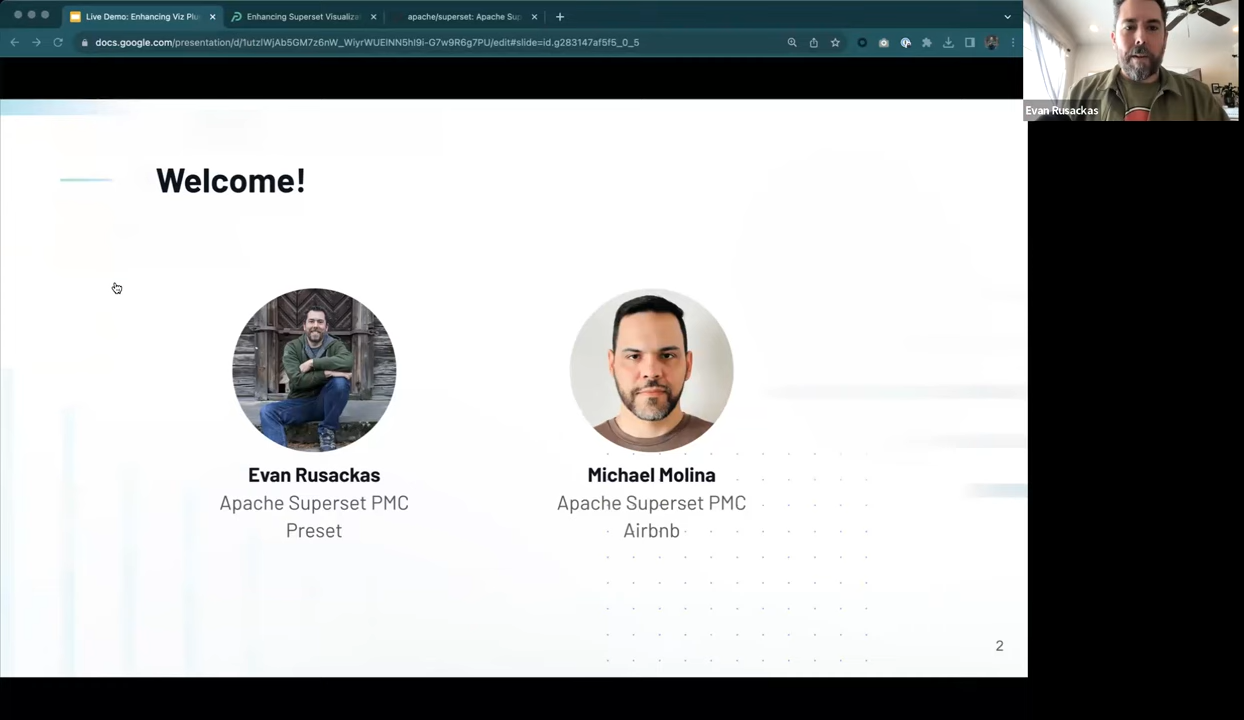 Live Demo: Enhancing Viz Plu
Enhancing Superset Visualiza
apache/superset: Apache Sup
docs.google.com/presentation/d/1utzIWjAb5GM7z6nW_WiyrWUEINN5hI9i-G7w9R6g7PU/edit#slide=id.g283147af5f5_0_5
Evan Rusackas
Welcome!
Evan Rusackas
Apache Superset PMC
Preset
Michael Molina
Apache Superset PMC
Airbnb
2